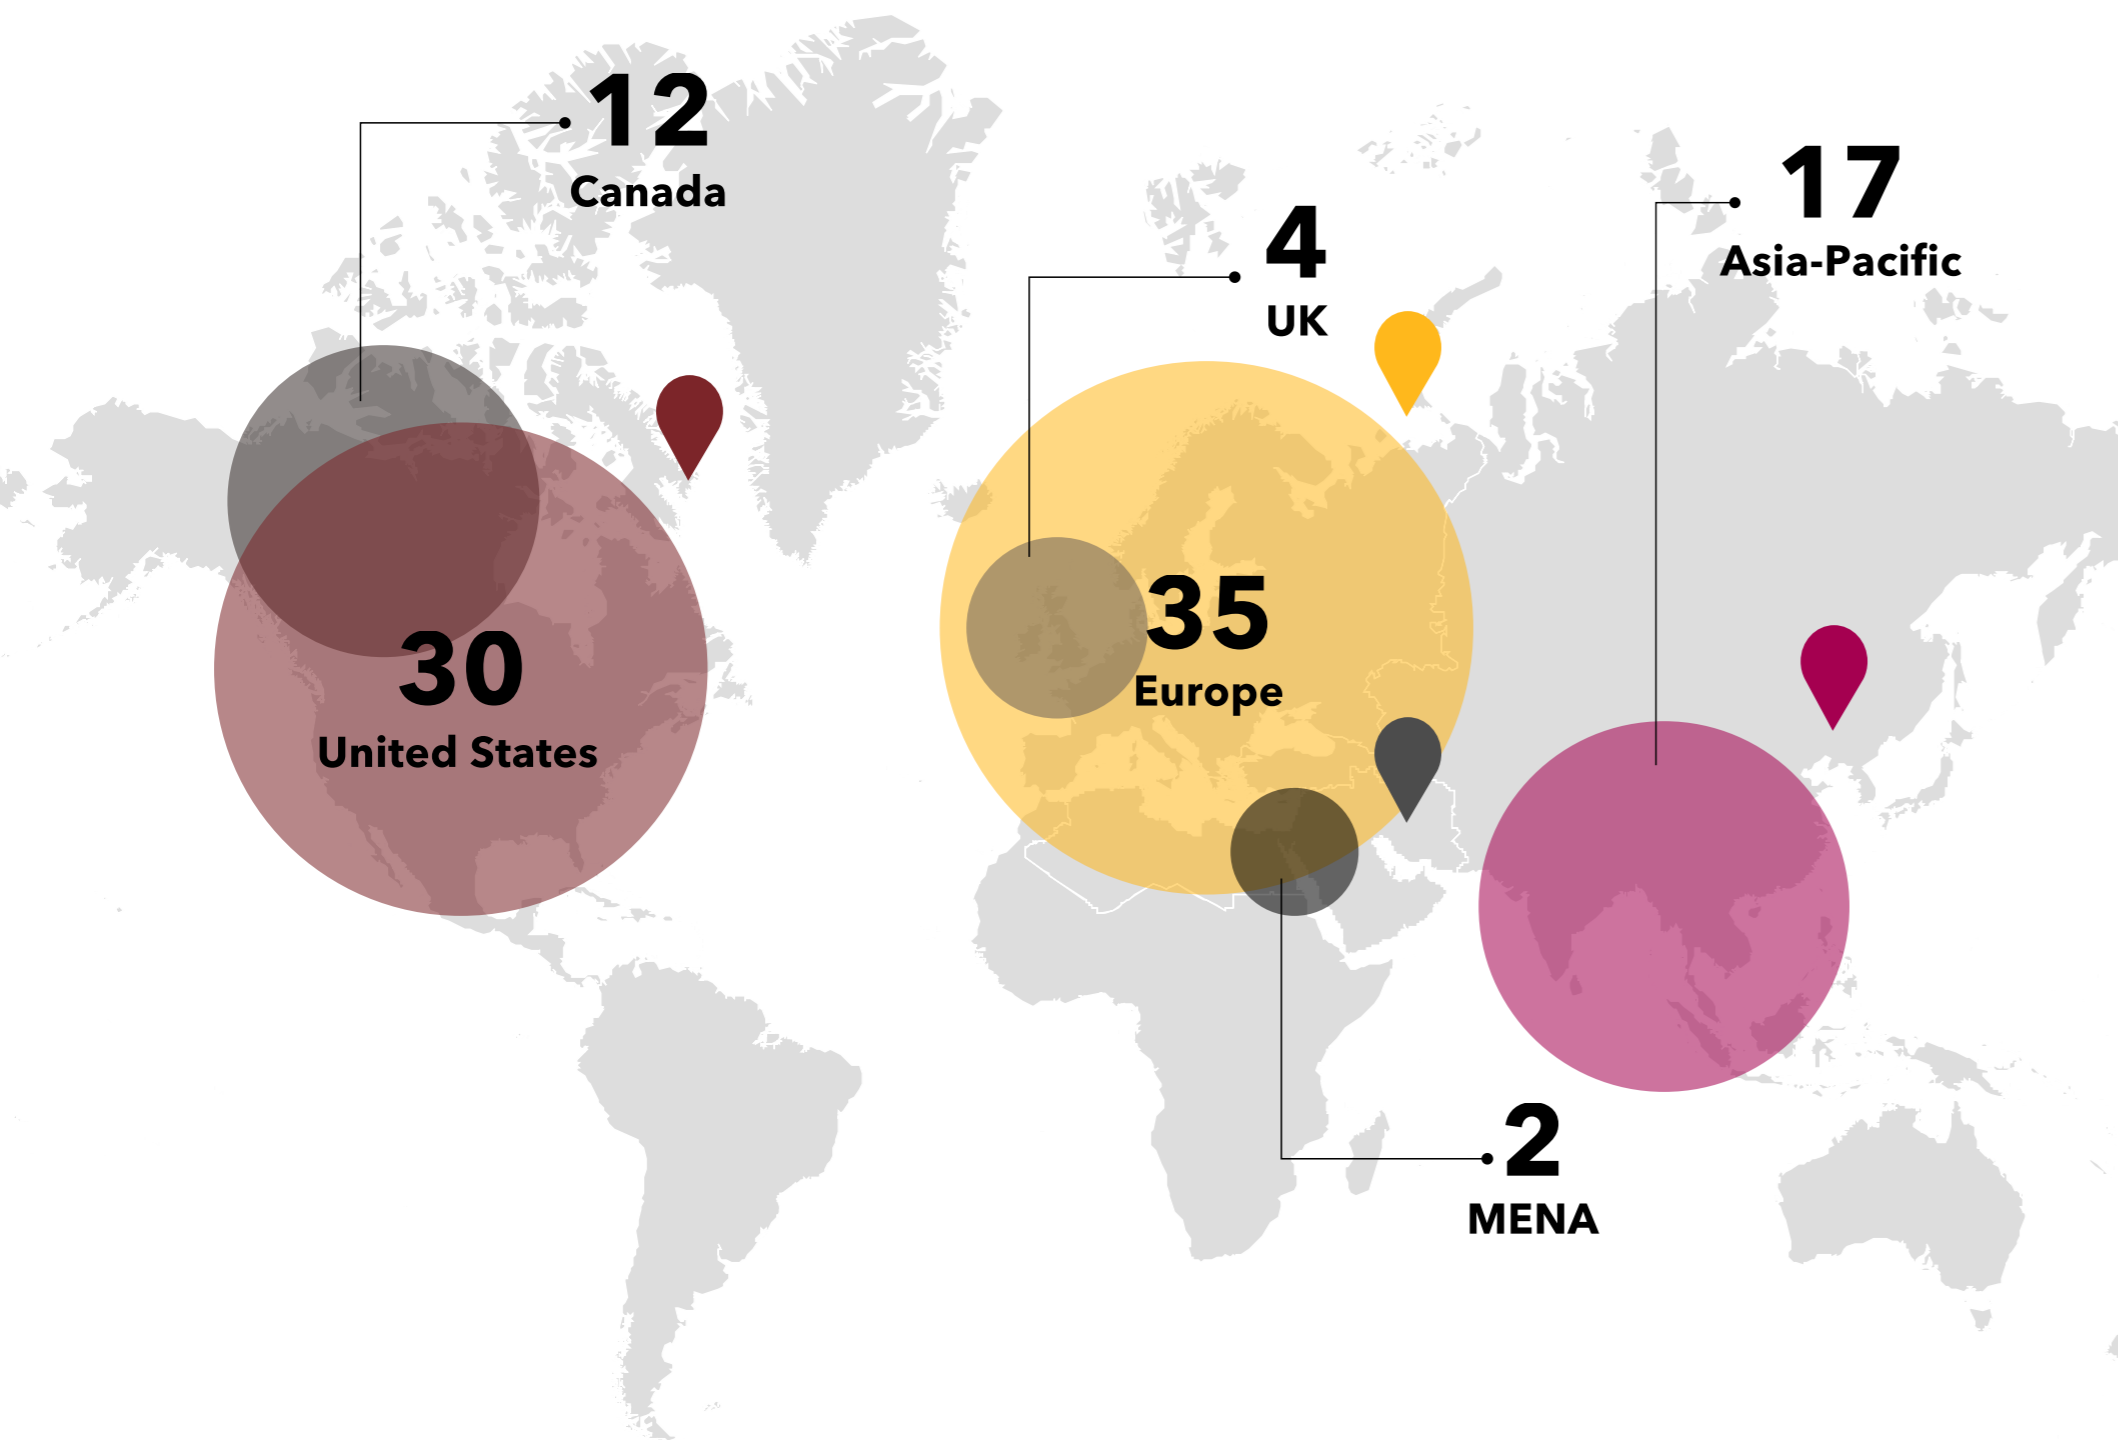 12
Canada
17
Asia-Pacific
4
UK
35
Europe
30
United States
2
MENA